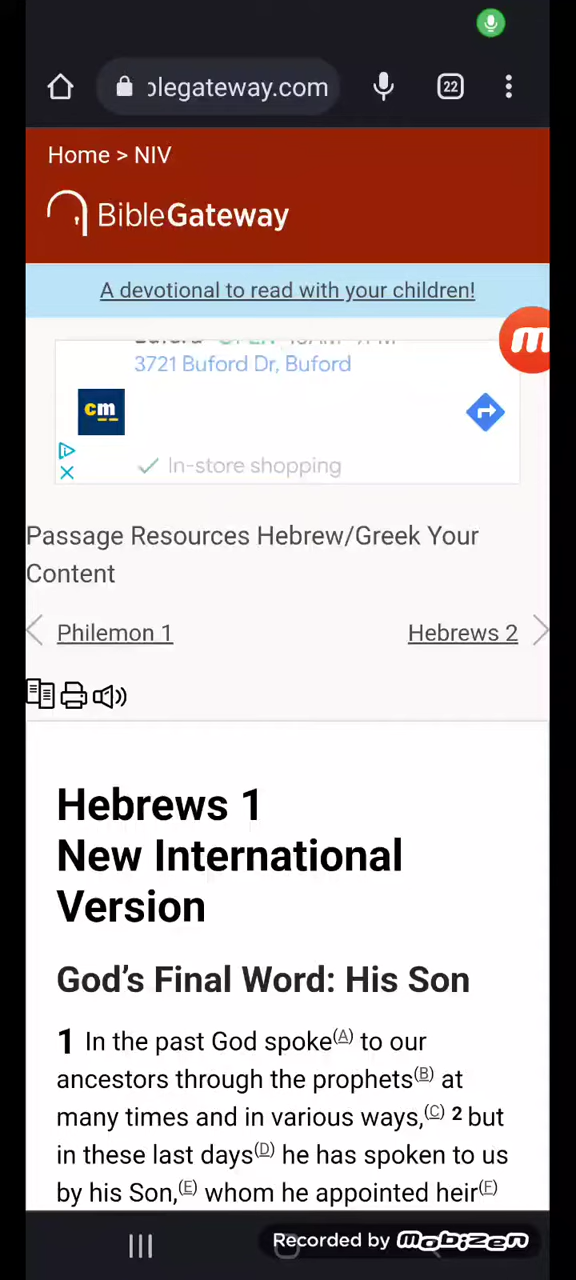 olegateway.com 22
Home > NIV
BibleGateway
A devotional to read with your children!
m
3721 Buford Dr, Buford
cm
In-store shopping
Passage Resources Hebrew/Greek Your
Content
Philemon 1 Hebrews 2
Hebrews 1
New International
Version
God’s Final Word: His Son
1 In the past God spoke(A) to our
ancestors through the prophets(B) at
many times and in various ways,(C) 2 but
in these last days(D) he has spoken to us
by his Son,(E) whom he appointed heir(F)
Recorded by mobizen